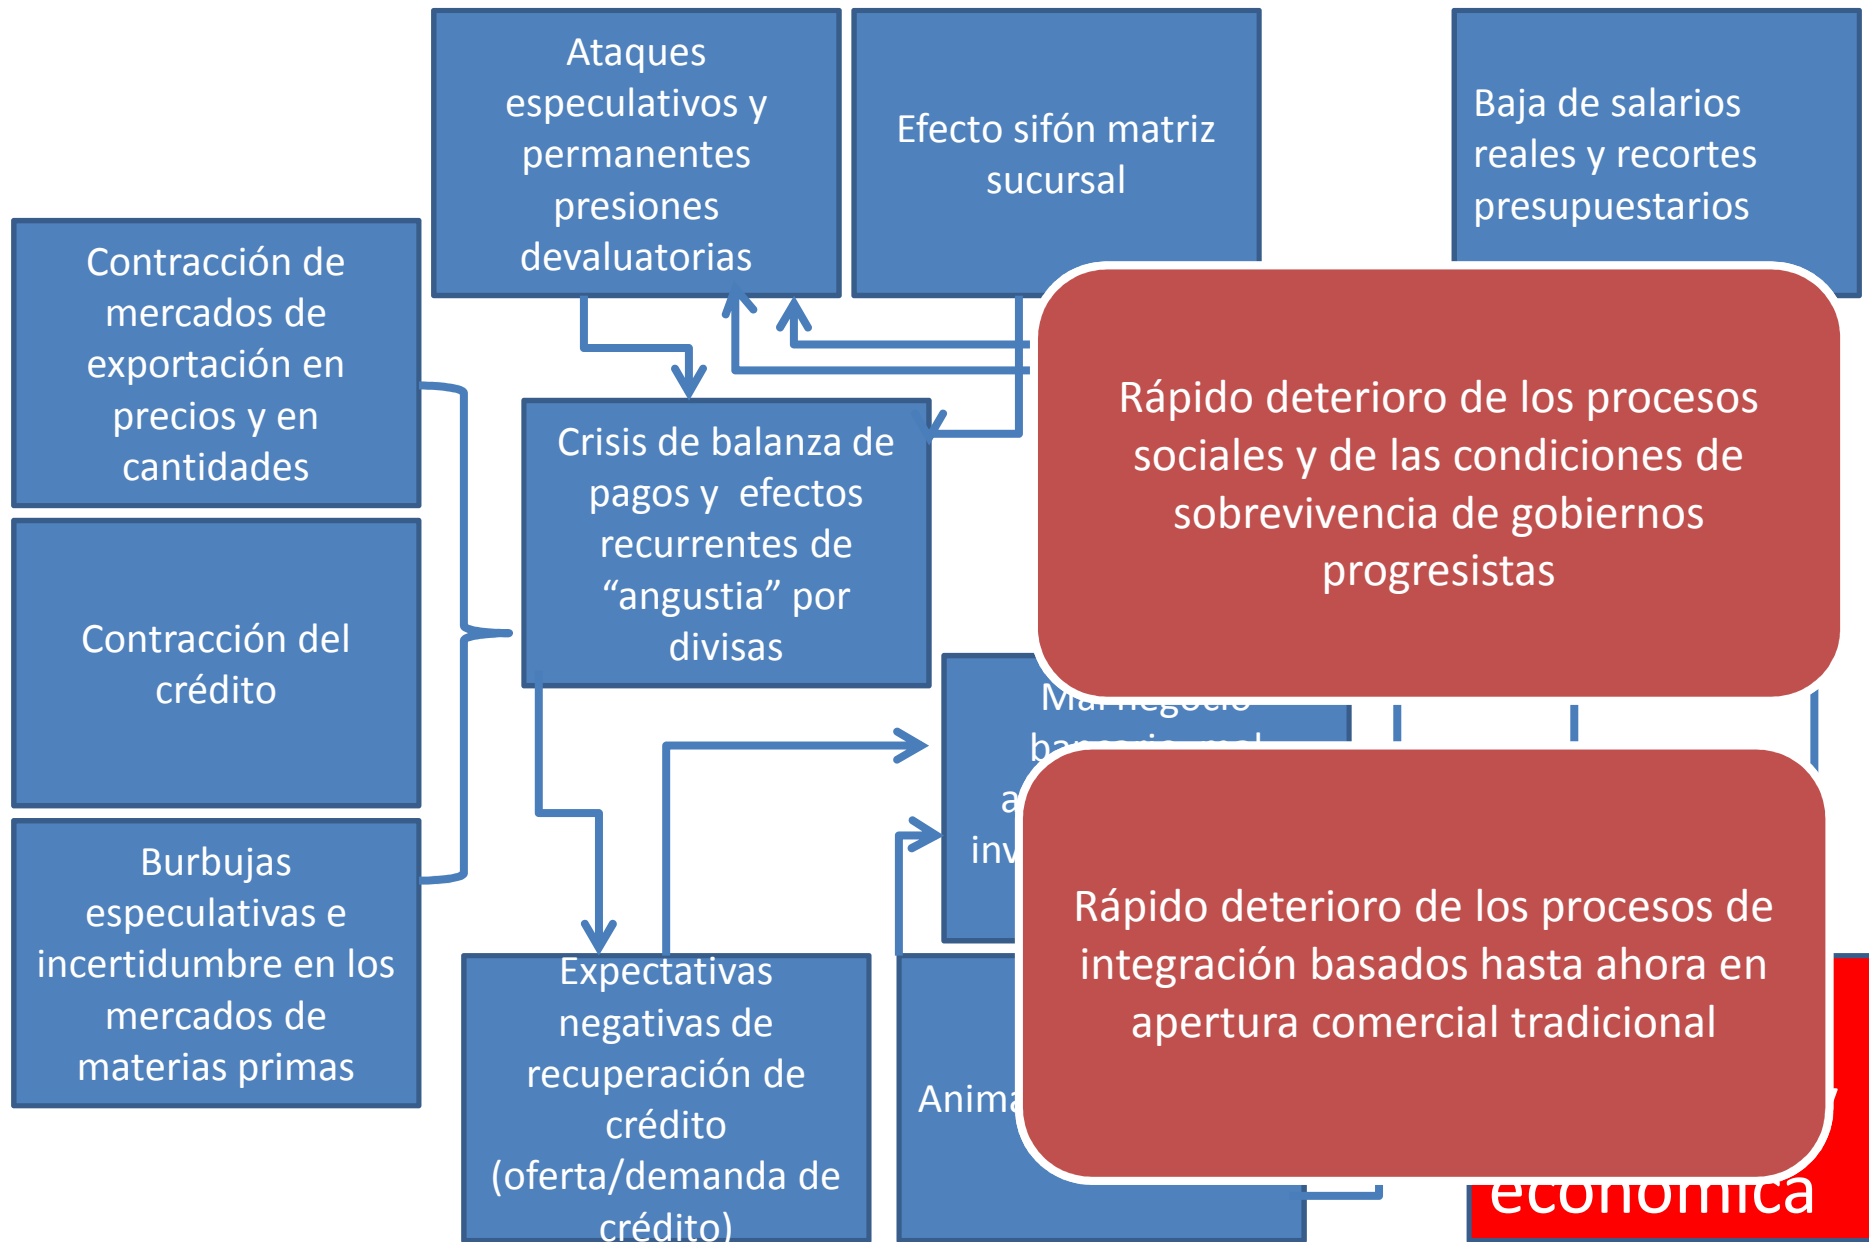 Ataques
especulativos y
permanentes
presiones
devaluatorias
Efecto sifón matriz
sucursal
Baja de salarios
reales y recortes
presupuestarios
Contracción de
mercados de
exportación en
precios y en
cantidades
Contracción del
crédito
Burbujas
especulativas e
incertidumbre en los
mercados de
materias primas
Crisis de balanza de
pagos y  efectos
recurrentes de
“angustia” por
divisas
Rápido deterioro de los procesos
sociales y de las condiciones de
sobrevivencia de gobiernos
progresistas
Mal negocio
Rápido deterioro de los procesos de
integración basados hasta ahora en
apertura comercial tradicional
Expectativas
negativas de
recuperación de
crédito
(oferta/demanda de
crédito)
económica